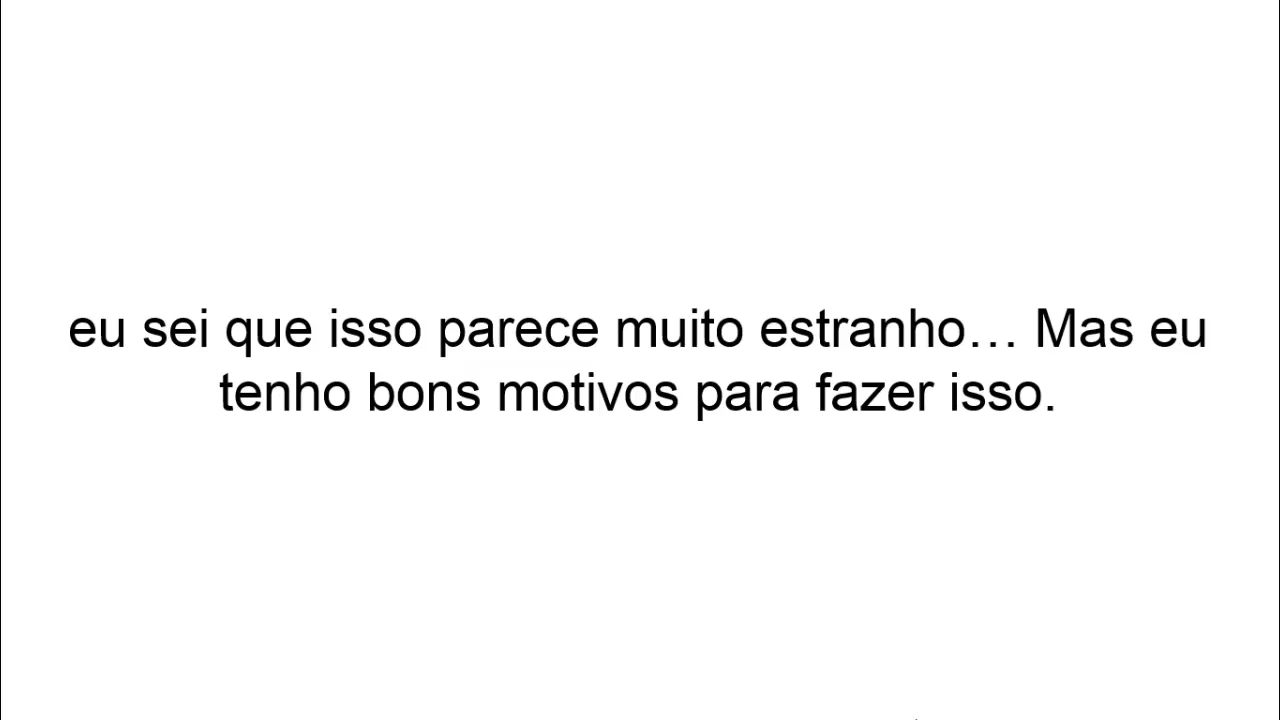 eu sei que isso parece muito estranho… Mas eu
tenho bons motivos para fazer isso.